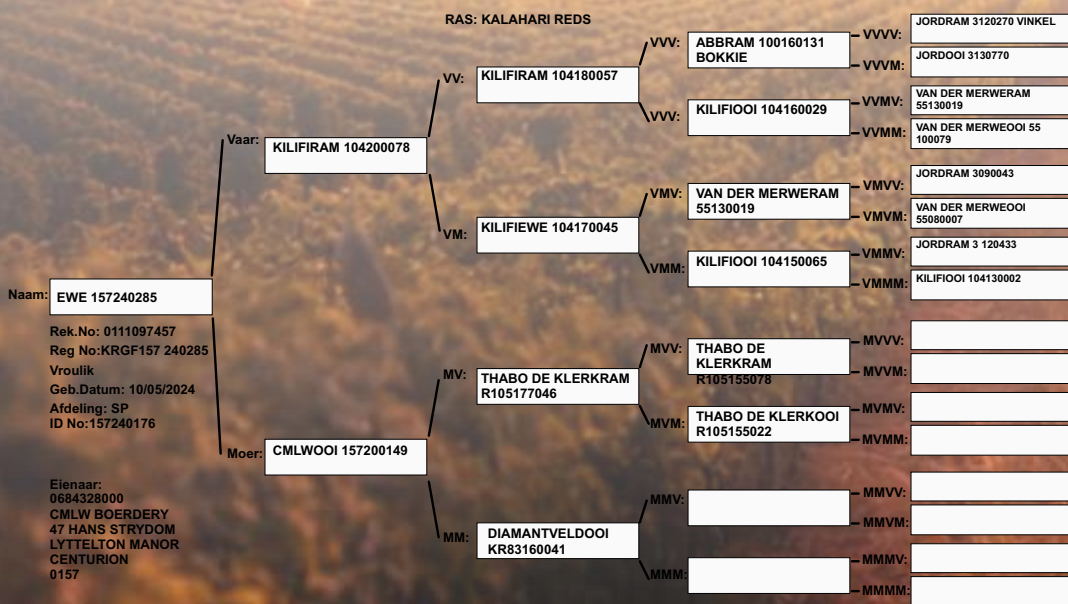 RAS: KALAHARI REDS
Naam:
EWE 157240285
Rek.No: 0111097457
Reg No:KRGF157 240285
Vroulik
Geb.Datum: 10/05/2024
Afdeling: SP
ID No:157240176
Eienaar:
0684328000
CMLW BOERDERY
47 HANS STRYDOM
LYTTELTON MANOR
CENTURION
0157
Vaar:
KILIFIRAM 104200078
Moer:
CMLWOOI 157200149
VV:
KILIFIRAM 104180057
VM:
KILIFIEWE 104170045
MV:
THABO DE KLERKRAM
R105177046
MM:
DIAMANTVELDOOI
KR83160041
VVV:
ABBRAM 100160131
BOKKIE
VVV:
KILIFIOOI 104160029
VMV:
VAN DER MERWERAM
55130019
VMM:
KILIFIOOI 104150065
MVV:
THABO DE
KLERKRAM
R105155078
MVM:
THABO DE KLERKOOI
R105155022
MMV:
MMM:
VVVV:
JORDRAM 3120270 VINKEL
VVVM:
JORDOOI 3130770
VVMV:
VAN DER MERWERAM
55130019
VVMM:
VAN DER MERWEOOI 55
100079
VMVV:
JORDRAM 3090043
VMVM:
VAN DER MERWEOOI
55080007
VMMV:
JORDRAM 3 120433
VMMM:
KILIFIOOI 104130002
MVVV:
MVVM:
MVMV:
MVMM:
MMVV:
MMVM:
MMMV:
MMMM: